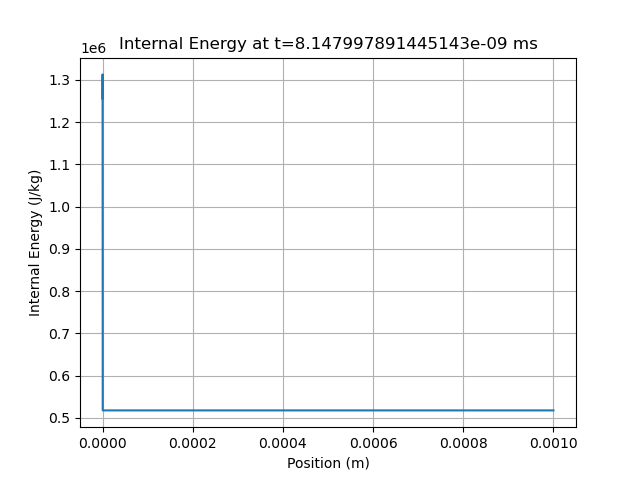 Internal Energy at t=8.147997891445143e-09 ms
1e6
1.3
1.2
1.1
1.0
0.9
0.8
0.7
0.6
0.5
Internal Energy (J/kg)
0.0000 0.0002 0.0004 0.0006 0.0008 0.0010
Position (m)